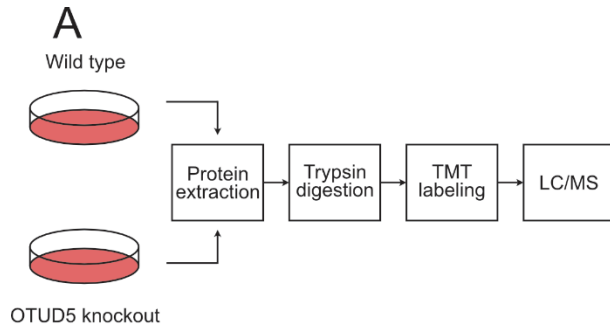 A
Wild type
Protein
extraction
Trypsin
digestion
TMT
labeling
LC/MS
OTUD5 knockout